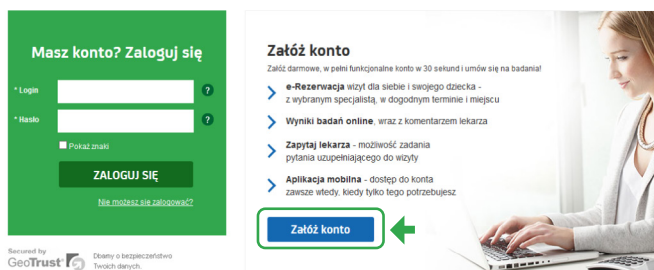 Masz konto? Zaloguj się
* Login
?
* Hasło
?
Pokaż znaki
ZALOGUJ SIĘ
Nie możesz się zalogować?
Secured by
GeoTrust
Dbamy o bezpieczeństwo
Twoich danych.
Załóż konto
Załóż darmowe, w pełni funkcjonalne konto w 30 sekund i umów się na badania!
e-Rezerwacja wizyt dla siebie i swojego dziecka -
z wybranym specjalistą, w dogodnym terminie i miejscu
Wyniki badań online, wraz z komentarzem lekarza
Zapytaj lekarza - możliwość zadania
pytania uzupełniającego do wizyty
Aplikacja mobilna - dostęp do konta
zawsze wtedy, kiedy tylko tego potrzebujesz
Załóż konto